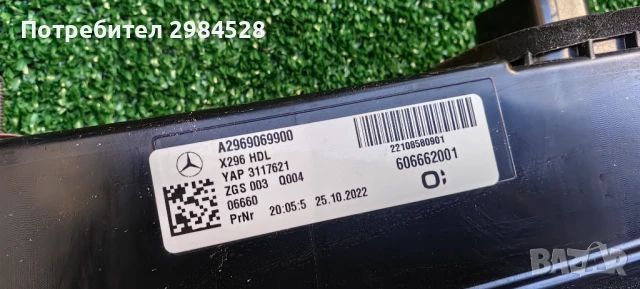 Потребител 2984528
A2969069900
X296 HDL
YAP 3117621
ZGS 003 Q004
06660
PrNr 20:05:5 25.10.2022
22108580901
606662001
O;
BAZAR